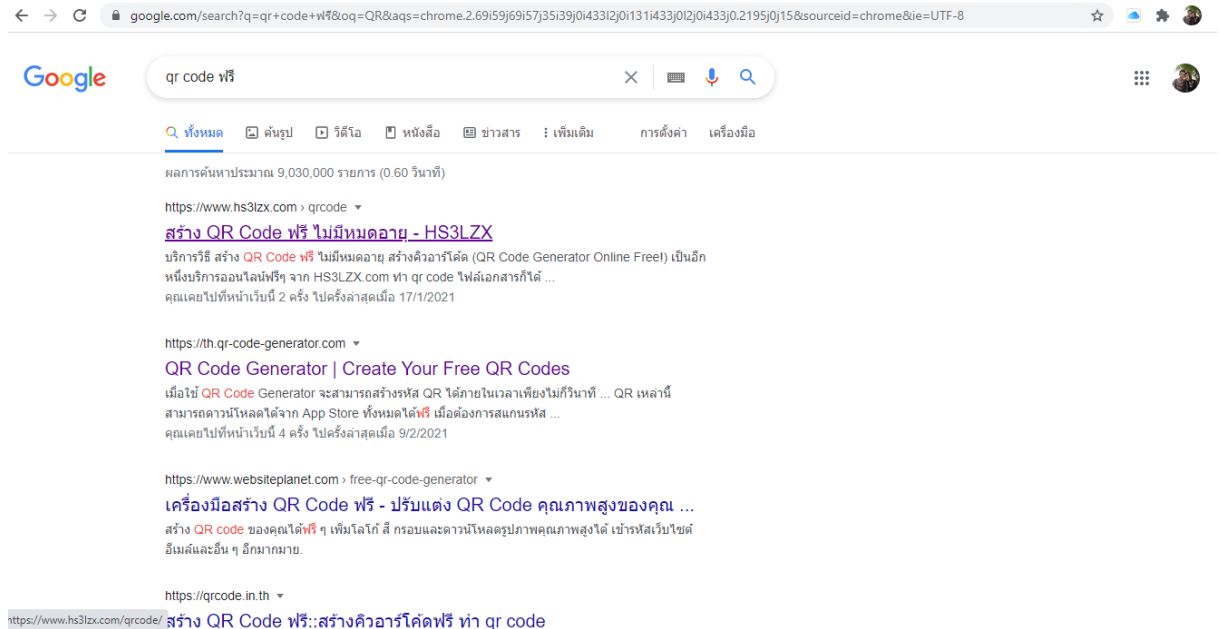 google.com/search?q=qr+code+ฟรี&oq=QR&aqs=chrome.2.69i59j69i57j35i39j0i433l2j0i131i433j0l2j0i433j0.2195j0j15&sourceid=chrome&ie=UTF-8
Google
qr code ฟรี
ทั้งหมด ค้นรูป วิดีโอ หนังสือ ข่าวสาร เพิ่มเติม การตั้งค่า เครื่องมือ
ผลการค้นหาประมาณ 9,030,000 รายการ (0.60 วินาที)
https://www.hs3lzx.com › qrcode
สร้าง QR Code ฟรี ไม่มีหมดอายุ - HS3LZX
บริการวิธี สร้าง QR Code ฟรี ไม่มีหมดอายุ สร้างคิวอาร์โค้ด (QR Code Generator Online Free!) เป็นอีก
หนึ่งบริการออนไลน์ฟรีๆ จาก HS3LZX.com ทำ qr code ไฟล์เอกสารก็ได้ ...
คุณเคยไปที่หน้าเว็บนี้ 2 ครั้ง ไปครั้งล่าสุดเมื่อ 17/1/2021
https://th.qr-code-generator.com
QR Code Generator | Create Your Free QR Codes
เมื่อใช้ QR Code Generator จะสามารถสร้างรหัส QR ได้ภายในเวลาเพียงไม่กี่วินาที ... QR เหล่านี้
สามารถดาวน์โหลดได้จาก App Store ทั้งหมดได้ฟรี เมื่อต้องการสแกนรหัส ...
คุณเคยไปที่หน้าเว็บนี้ 4 ครั้ง ไปครั้งล่าสุดเมื่อ 9/2/2021
https://www.websiteplanet.com › free-qr-code-generator
เครื่องมือสร้าง QR Code ฟรี - ปรับแต่ง QR Code คุณภาพสูงของคุณ ...
สร้าง QR code ของคุณได้ฟรี ๆ เพิ่มโลโก้ สี กรอบและดาวน์โหลดรูปภาพคุณภาพสูงได้ เข้ารหัสเว็บไซต์
อีเมล์และอื่น ๆ อีกมากมาย.
https://qrcode.in.th
สร้าง QR Code ฟรี::สร้างคิวอาร์โค้ดฟรี ทำ qr code
https://www.hs3lzx.com/qrcode/